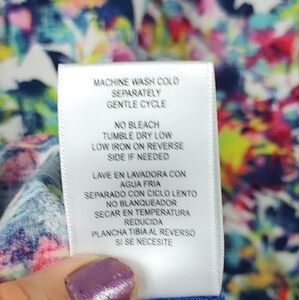 MACHINE WASH COLD
SEPARATELY
GENTLE CYCLE
NO BLEACH
TUMBLE DRY LOW
LOW IRON ON REVERSE
SIDE IF NEEDED
LAVE EN LAVADORA CON
AGUA FRIA
SEPARADO CON CICLO LENTO
NO BLANQUEADOR
SECAR EN TEMPERATURA
REDUCIDA
PLANCHA TIBIA AL REVERSO
SI SE NECESITE